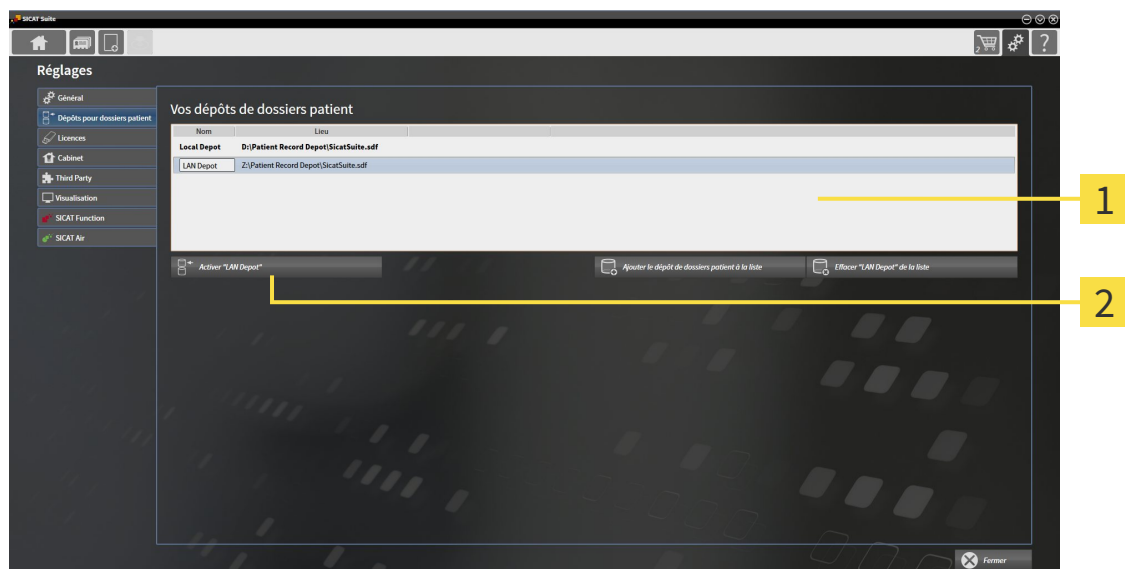 SICAT Suite
2
?
Réglages
Général
Dépôts pour dossiers patient
Licences
Cabinet
Third Party
Visualisation
SICAT Function
SICAT Air
Vos dépôts de dossiers patient
Nom Lieu
Local Depot D:\Patient Record Depot\SicatSuite.sdf
LAN Depot Z:\Patient Record Depot\SicatSuite.sdf
Activer "LAN Depot" Ajouter le dépôt de dossiers patient à la liste Effacer "LAN Depot" de la liste
Fermer
1
2